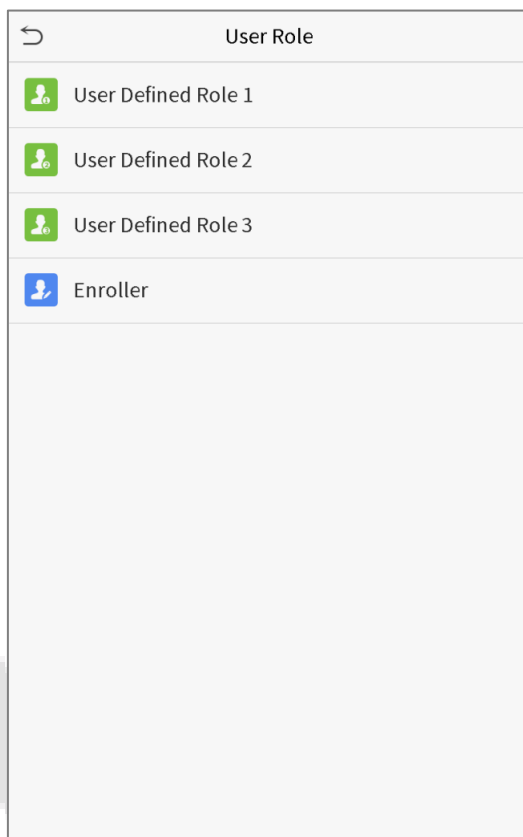 User Role
User Defined Role 1
User Defined Role 2
User Defined Role 3
Enroller